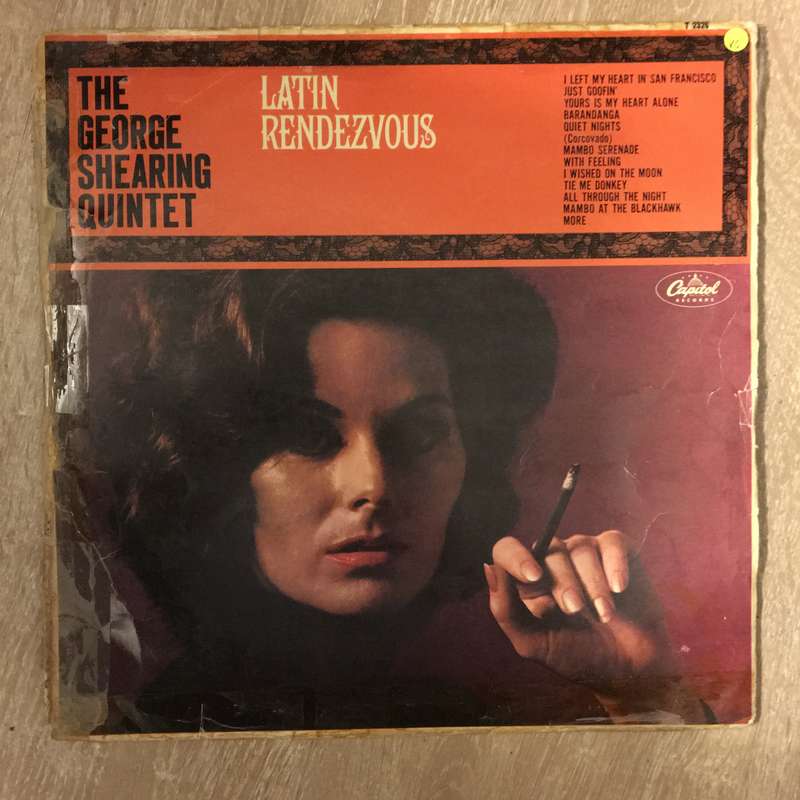 T 2326
THE
GEORGE
SHEARING
QUINTET
LATIN
RENDEZVOUS
I LEFT MY HEART IN SAN FRANCISCO
JUST GOOFIN'
YOURS IS MY HEART ALONE
BARANDANGA
QUIET NIGHTS
(Corcovado)
MAMBO SERENADE
WITH FEELING
I WISHED ON THE MOON
TIE ME DONKEY
ALL THROUGH THE NIGHT
MAMBO AT THE BLACKHAWK
MORE
Capitol
RECORDS